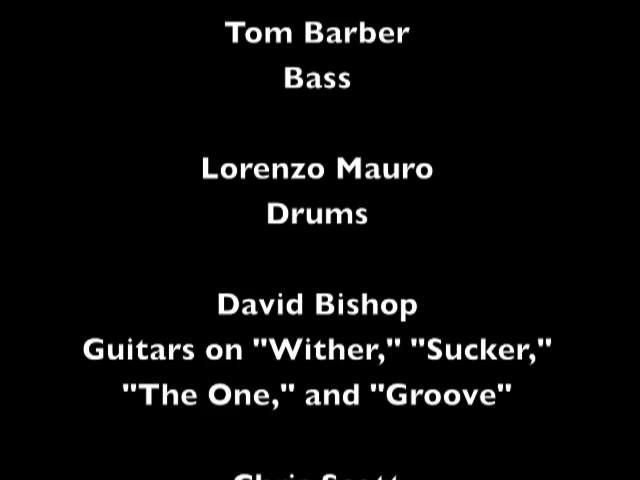 Tom Barber
Bass
Lorenzo Mauro
Drums
David Bishop
Guitars on "Wither," "Sucker,"
"The One," and "Groove"